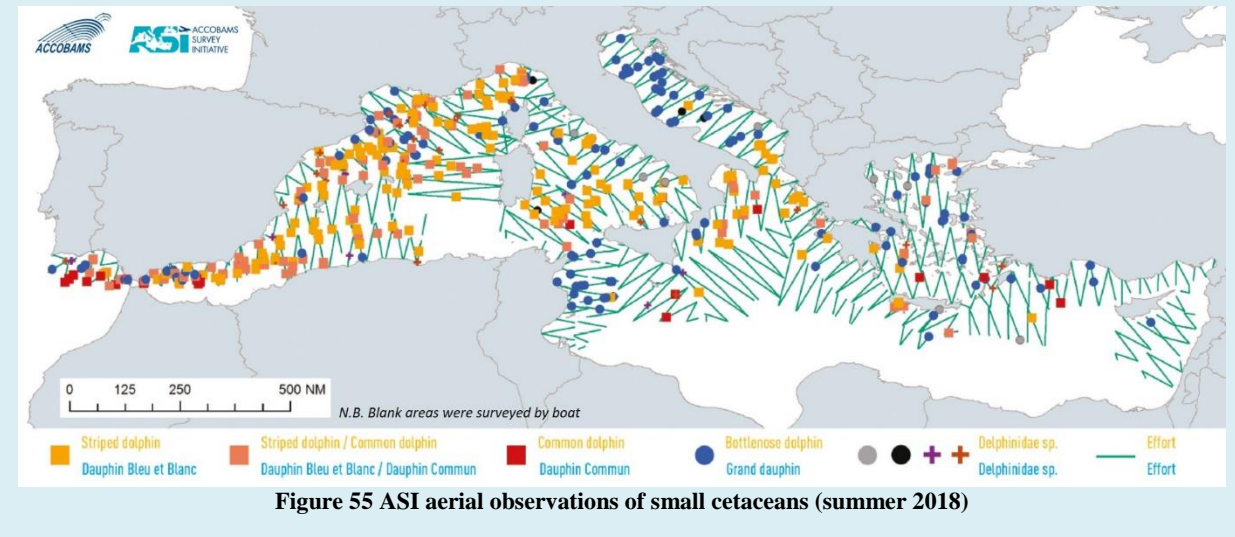 ACCOBAMS
ASI ACCOBAMS
SURVEY
INITIATIVE
0 125 250 500 NM
N.B. Blank areas were surveyed by boat
Striped dolphin
Dauphin Bleu et Blanc
Striped dolphin / Common dolphin
Dauphin Bleu et Blanc / Dauphin Commun
Common dolphin
Dauphin Commun
Bottlenose dolphin
Grand dauphin
Delphinidae sp.
Delphinidae sp.
Effort
Effort
Figure 55 ASI aerial observations of small cetaceans (summer 2018)